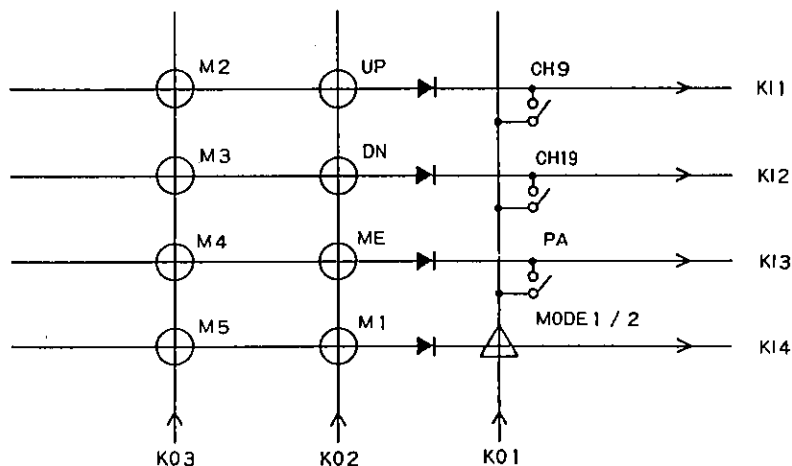 M2 UP CH9 KI1
M3 DN CH19 KI2
M4 ME PA KI3
M5 M1 MODE 1 / 2 KI4
KO3 KO2 KO1